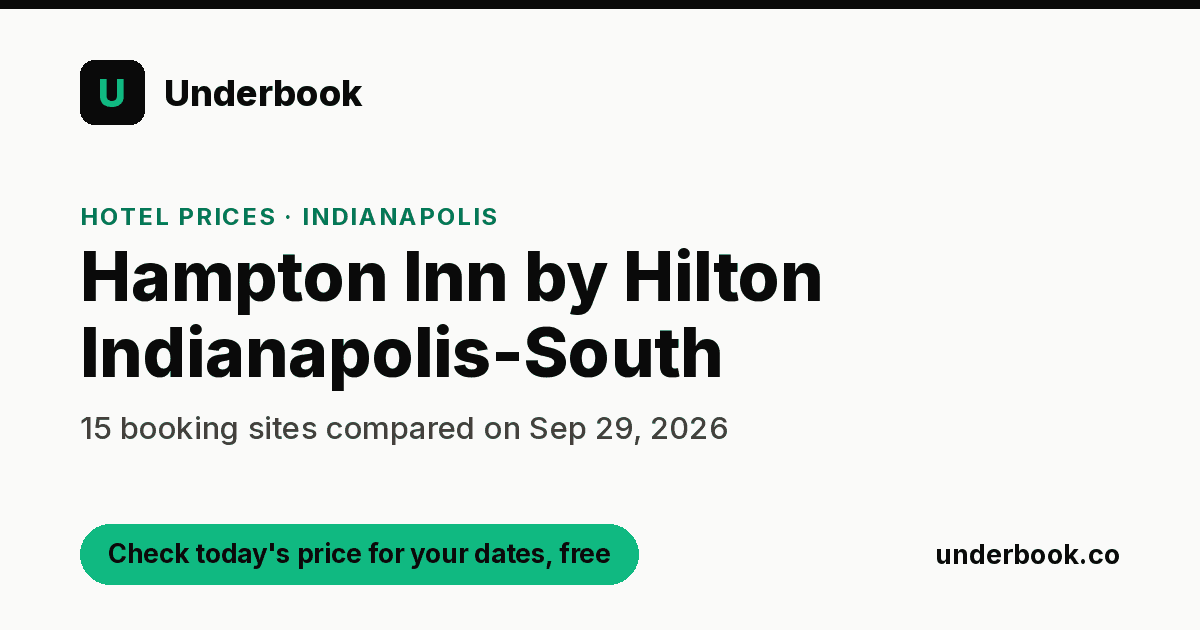 U Underbook
HOTEL PRICES · INDIANAPOLIS
Hampton Inn by Hilton
Indianapolis-South
15 booking sites compared on Sep 29, 2026
Check today's price for your dates, free
underbook.co